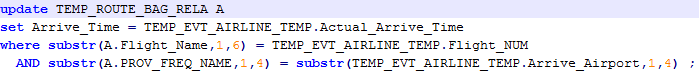 update TEMP_ROUTE_BAG_RELA A
set Arrive_Time = TEMP_EVT_AIRLINE_TEMP.Actual_Arrive_Time
where substr(A.Flight_Name,1,6) = TEMP_EVT_AIRLINE_TEMP.Flight_NUM
AND substr(A.PROV_FREQ_NAME,1,4) = substr(TEMP_EVT_AIRLINE_TEMP.Arrive_Airport,1,4) ;